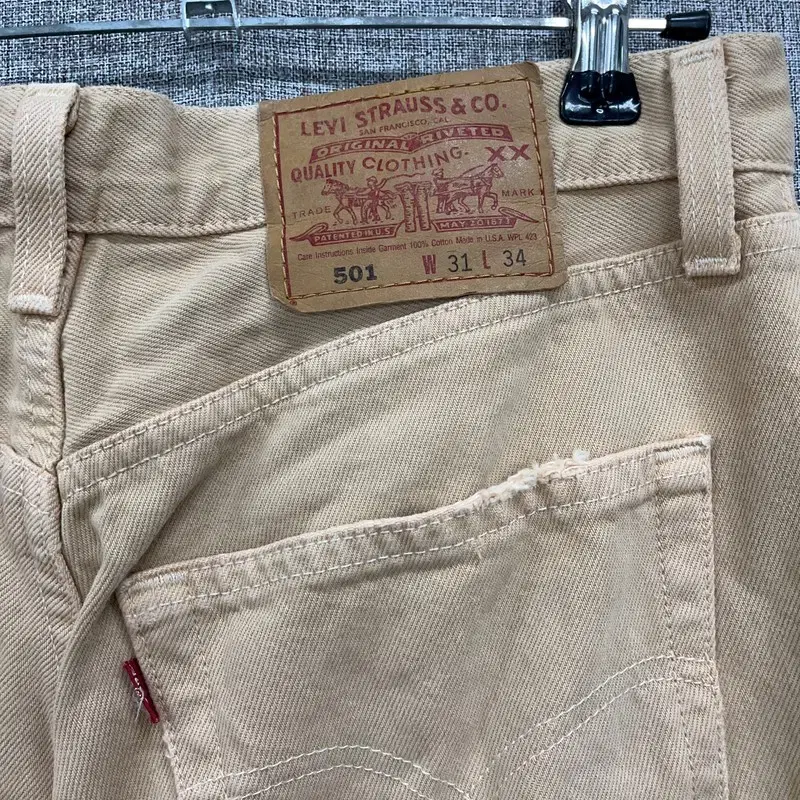 LEVI STRAUSS & CO.
SAN FRANCISCO, CAL.
ORIGINAL RIVETED
QUALITY CLOTHING. XX
TRADE MARK
PATENTED IN U.S. MAY 20 1873
Care Instructions Inside Garment 100% Cotton Made in U.S.A. WPL 423
501 W 31 L 34
®